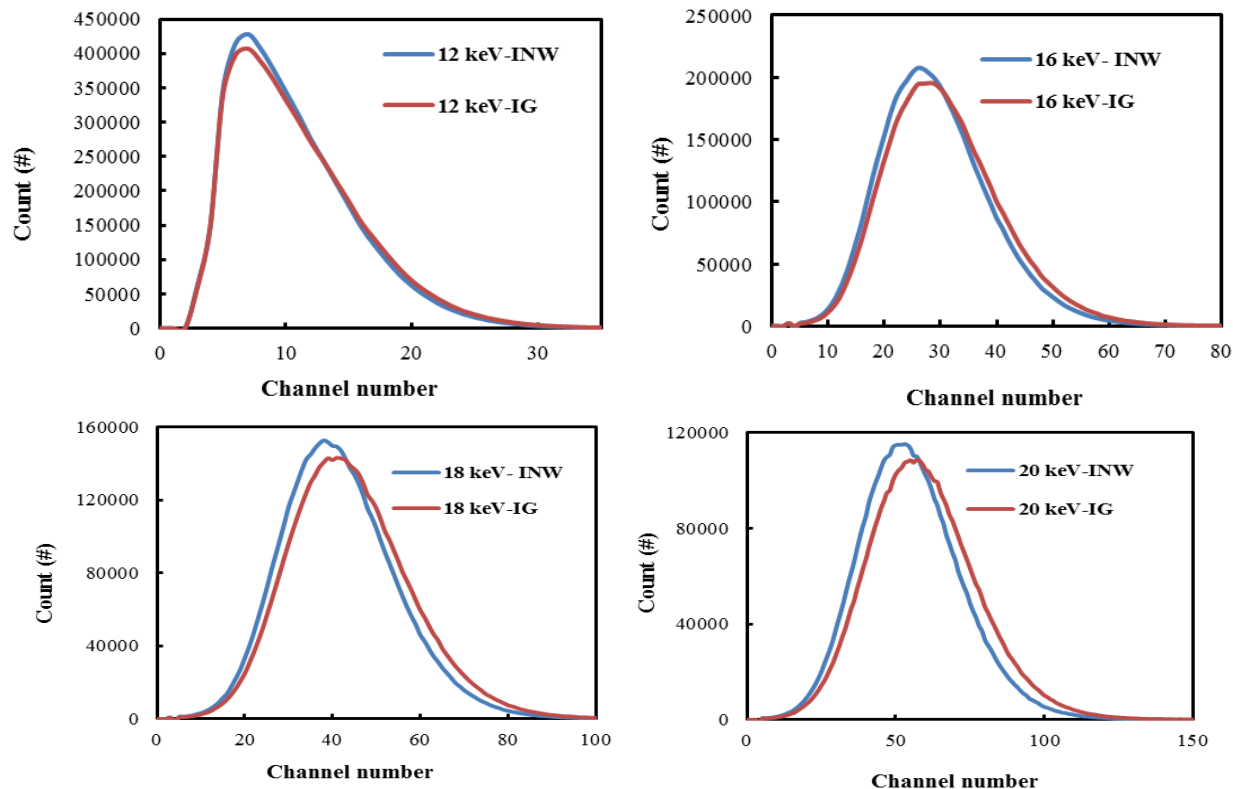 450000
400000
350000
300000
250000
200000
150000
100000
50000
0
Count (#)
12 keV-INW
12 keV-IG
0 10 20 30
Channel number
250000
200000
150000
100000
50000
0
Count (#)
16 keV- INW
16 keV-IG
0 10 20 30 40 50 60 70 80
Channel number
160000
120000
80000
40000
0
Count (#)
18 keV- INW
18 keV-IG
0 20 40 60 80 100
Channel number
120000
80000
40000
0
Count (#)
20 keV-INW
20 keV-IG
0 50 100 150
Channel number